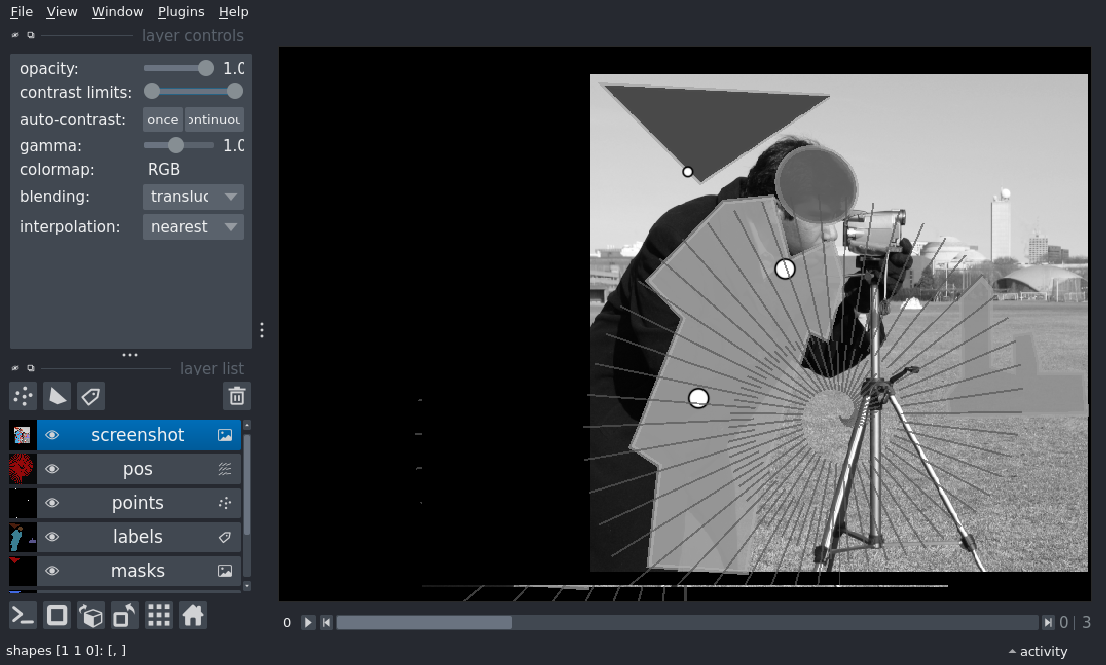 File View Window Plugins Help
layer controls
opacity: 1.0
contrast limits:
auto-contrast: once ontinuou
gamma: 1.0
colormap: RGB
blending: transluc
interpolation: nearest
layer list
screenshot
pos
points
labels
masks
0 0 | 3
shapes [1 1 0]: [, ] activity